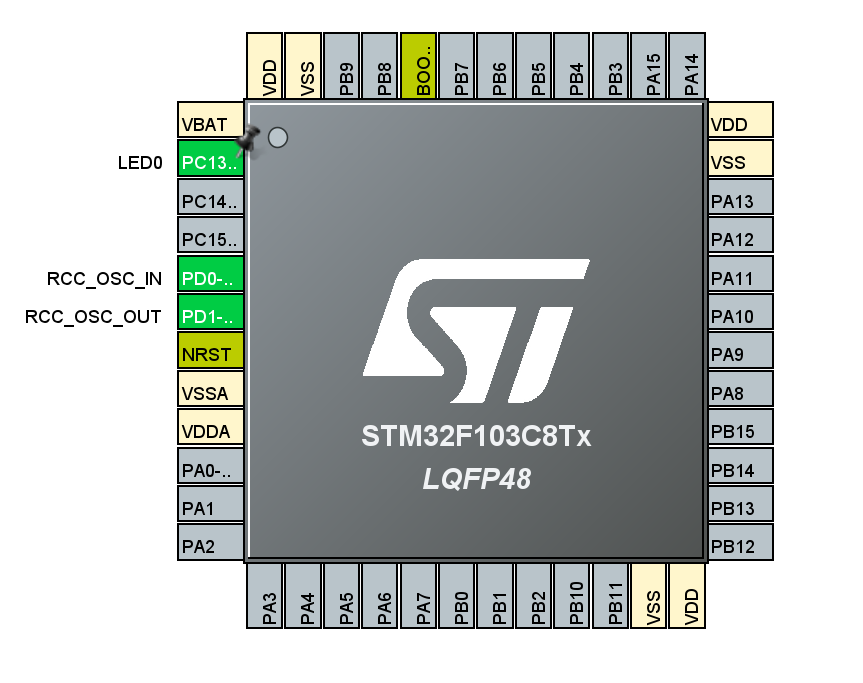 VDD
VSS
PB9
PB8
BOO..
PB7
PB6
PB5
PB4
PB3
PA15
PA14
VBAT
LED0 PC13..
PC14..
PC15..
RCC_OSC_IN PD0-..
RCC_OSC_OUT PD1-..
NRST
VSSA
VDDA
PA0-..
PA1
PA2
VDD
VSS
PA13
PA12
PA11
PA10
PA9
PA8
PB15
PB14
PB13
PB12
ST
STM32F103C8Tx
LQFP48
PA3
PA4
PA5
PA6
PA7
PB0
PB1
PB2
PB10
PB11
VSS
VDD